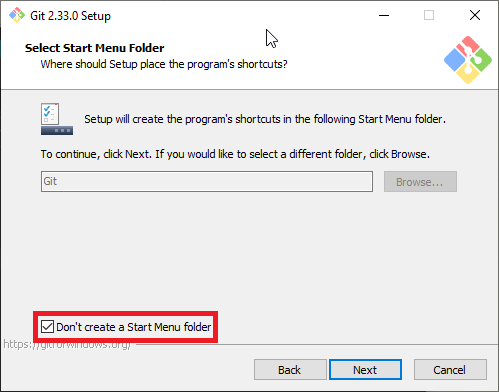 Git 2.33.0 Setup
Select Start Menu Folder
Where should Setup place the program's shortcuts?
Setup will create the program's shortcuts in the following Start Menu folder.
To continue, click Next. If you would like to select a different folder, click Browse.
Git
Browse...
Don't create a Start Menu folder
https://gitforwindows.org/
Back
Next
Cancel